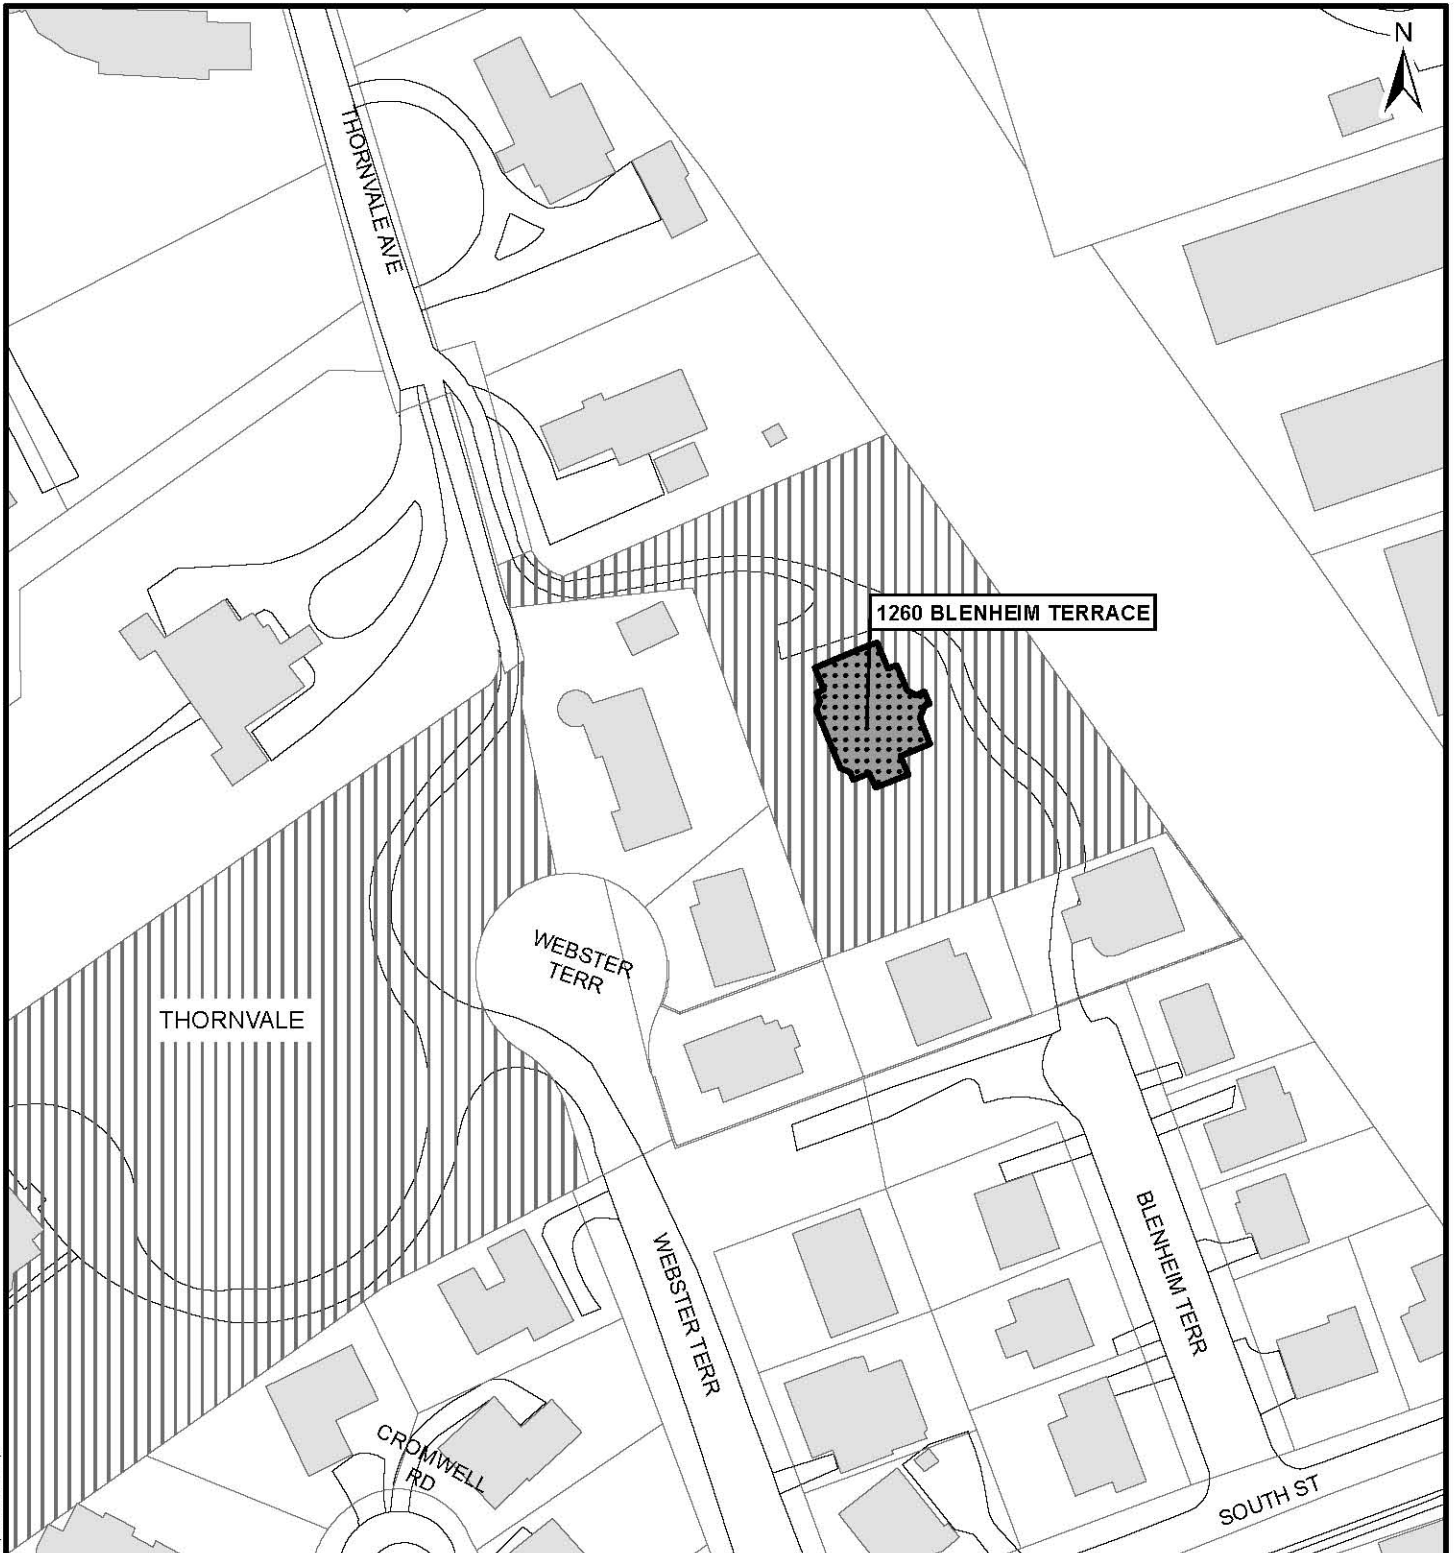 N
THORNVALE AVE
1260 BLENHEIM TERRACE
WEBSTER
TERR
THORNVALE
BLENHEIM TERR
WEBSTER TERR
CROMWELL
RD
SOUTH ST